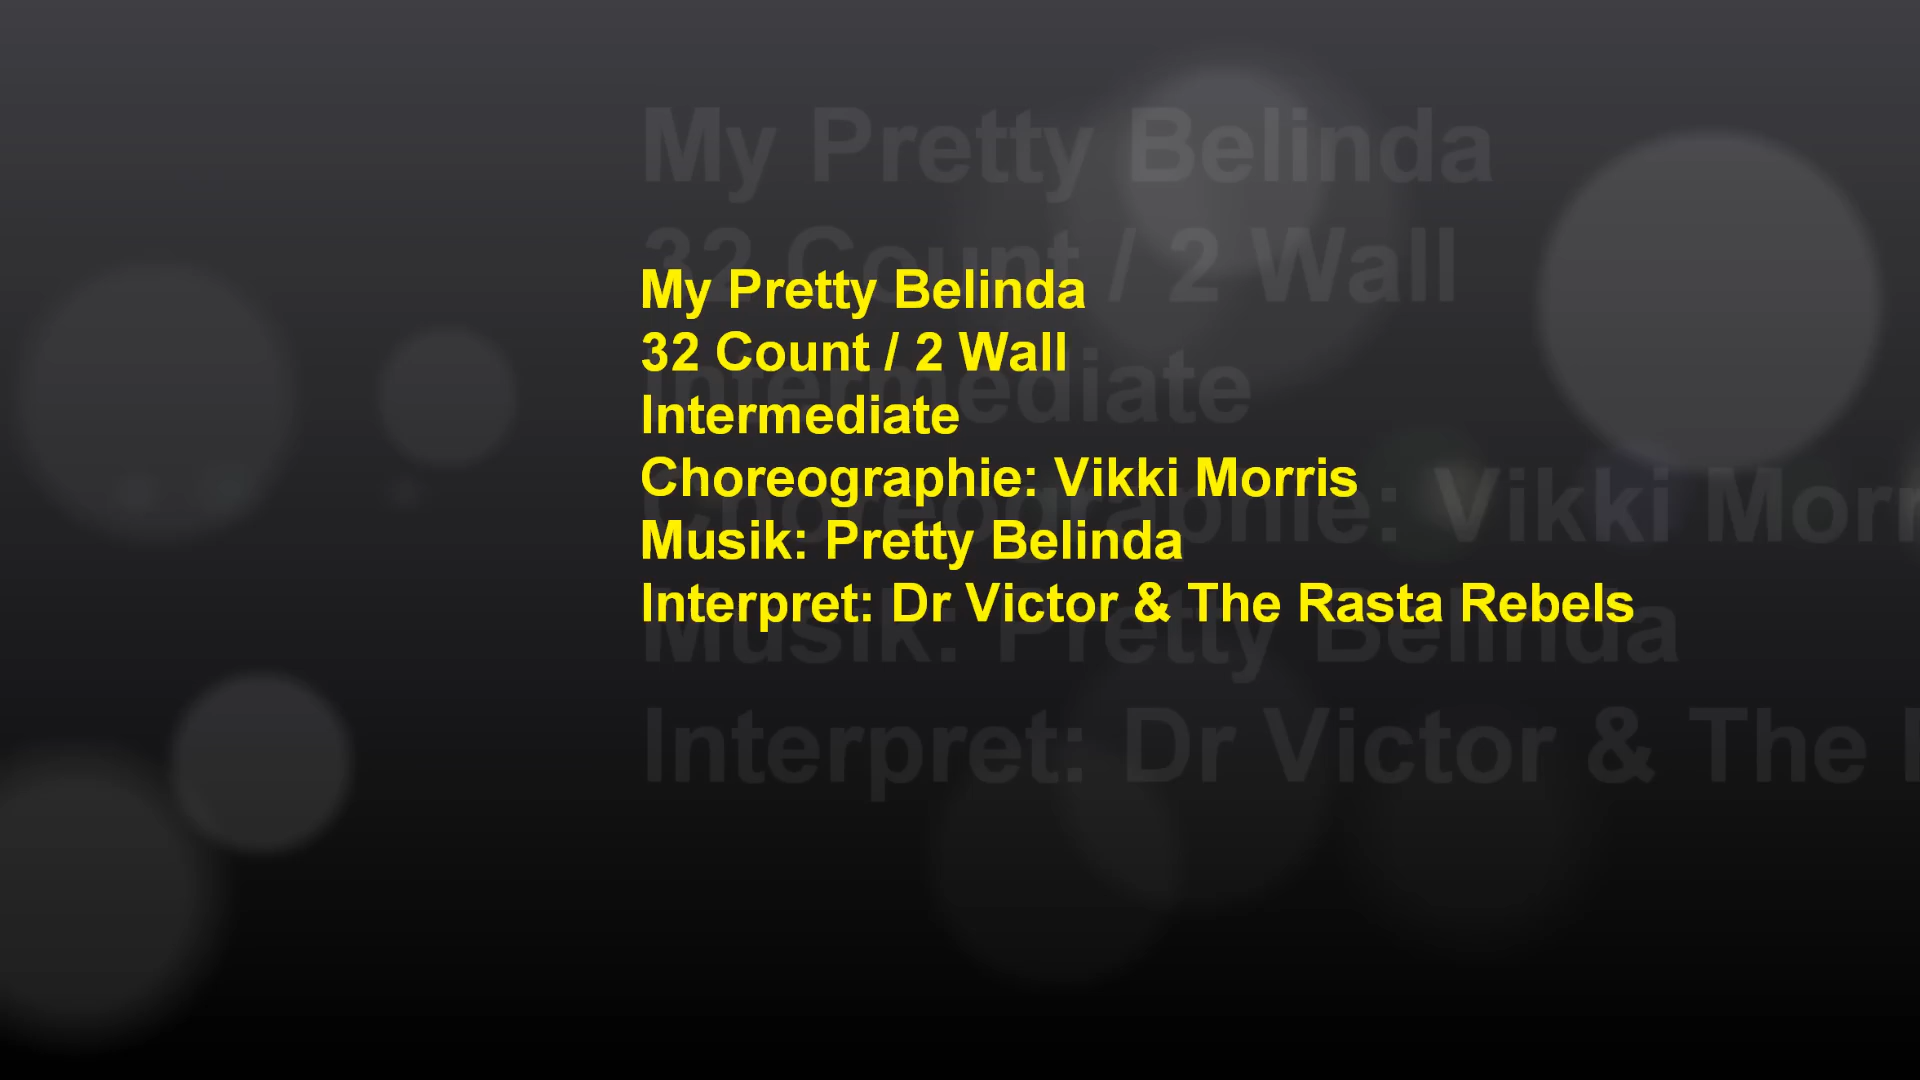 My Pretty Belinda
32 Count / 2 Wall
Intermediate
Choreographie: Vikki Morris
Musik: Pretty Belinda
Interpret: Dr Victor & The Rasta Rebels